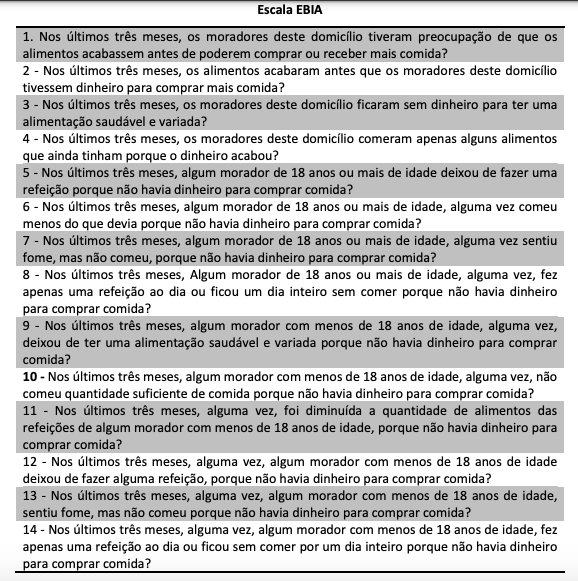 Escala EBIA
1. Nos últimos três meses, os moradores deste domicílio tiveram preocupação de que os
alimentos acabassem antes de poderem comprar ou receber mais comida?
2 - Nos últimos três meses, os alimentos acabaram antes que os moradores deste domicílio
tivessem dinheiro para comprar mais comida?
3 - Nos últimos três meses, os moradores deste domicílio ficaram sem dinheiro para ter uma
alimentação saudável e variada?
4 - Nos últimos três meses, os moradores deste domicílio comeram apenas alguns alimentos
que ainda tinham porque o dinheiro acabou?
5 - Nos últimos três meses, algum morador de 18 anos ou mais de idade deixou de fazer uma
refeição porque não havia dinheiro para comprar comida?
6 - Nos últimos três meses, algum morador de 18 anos ou mais de idade, alguma vez comeu
menos do que devia porque não havia dinheiro para comprar comida?
7 - Nos últimos três meses, algum morador de 18 anos ou mais de idade, alguma vez sentiu
fome, mas não comeu, porque não havia dinheiro para comprar comida?
8 - Nos últimos três meses, Algum morador de 18 anos ou mais de idade, alguma vez, fez
apenas uma refeição ao dia ou ficou um dia inteiro sem comer porque não havia dinheiro
para comprar comida?
9 - Nos últimos três meses, algum morador com menos de 18 anos de idade, alguma vez,
deixou de ter uma alimentação saudável e variada porque não havia dinheiro para comprar
comida?
10 - Nos últimos três meses, algum morador com menos de 18 anos de idade, alguma vez, não
comeu quantidade suficiente de comida porque não havia dinheiro para comprar comida?
11 - Nos últimos três meses, alguma vez, foi diminuída a quantidade de alimentos das
refeições de algum morador com menos de 18 anos de idade, porque não havia dinheiro para
comprar comida?
12 - Nos últimos três meses, alguma vez, algum morador com menos de 18 anos de idade
deixou de fazer alguma refeição, porque não havia dinheiro para comprar comida?
13 - Nos últimos três meses, alguma vez, algum morador com menos de 18 anos de idade,
sentiu fome, mas não comeu porque não havia dinheiro para comprar comida?
14 - Nos últimos três meses, alguma vez, algum morador com menos de 18 anos de idade, fez
apenas uma refeição ao dia ou ficou sem comer por um dia inteiro porque não havia dinheiro
para comprar comida?